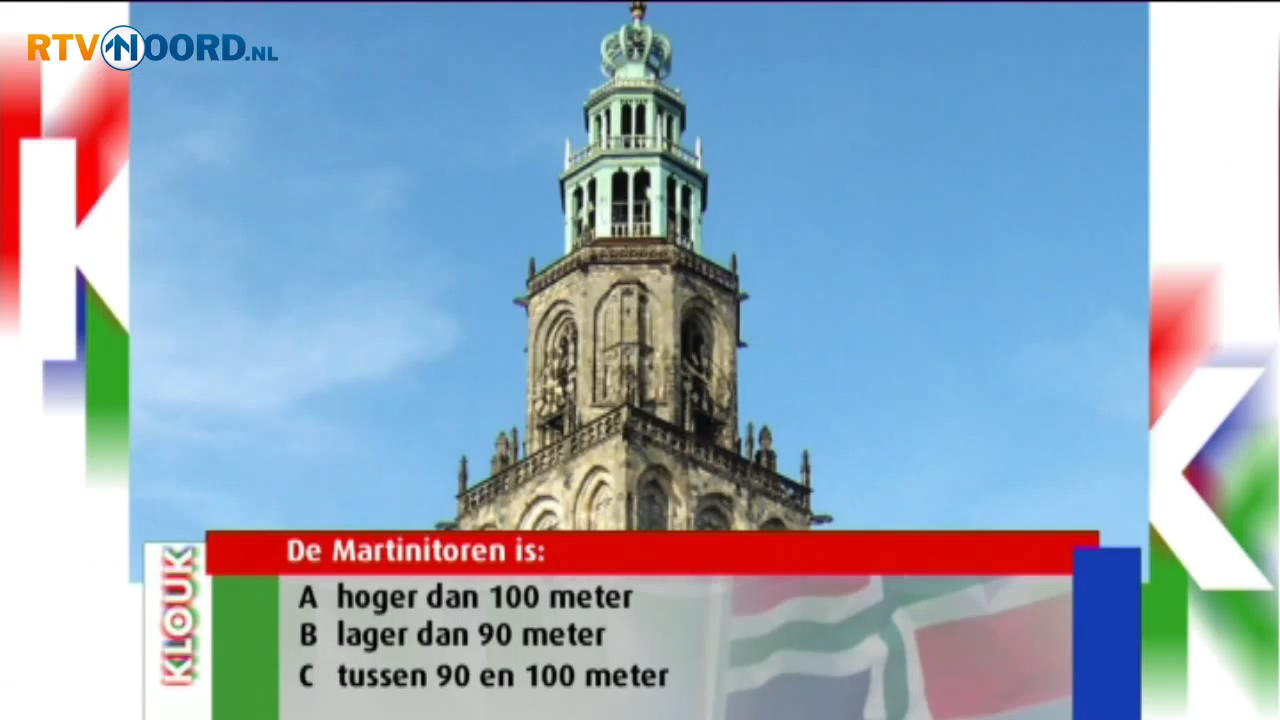 RTVNOORD.NL
De Martinitoren is:
A hoger dan 100 meter
B lager dan 90 meter
C tussen 90 en 100 meter
KLOUK